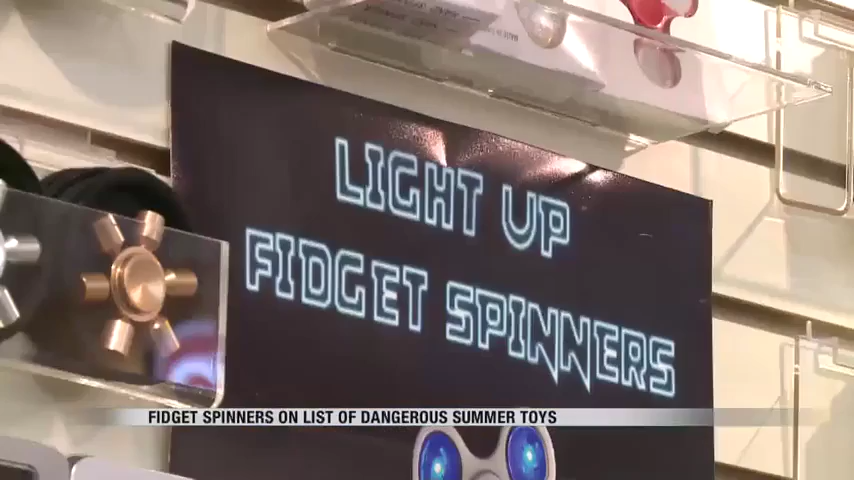 LIGHT UP
FIDGET SPINNERS
FIDGET SPINNERS ON LIST OF DANGEROUS SUMMER TOYS